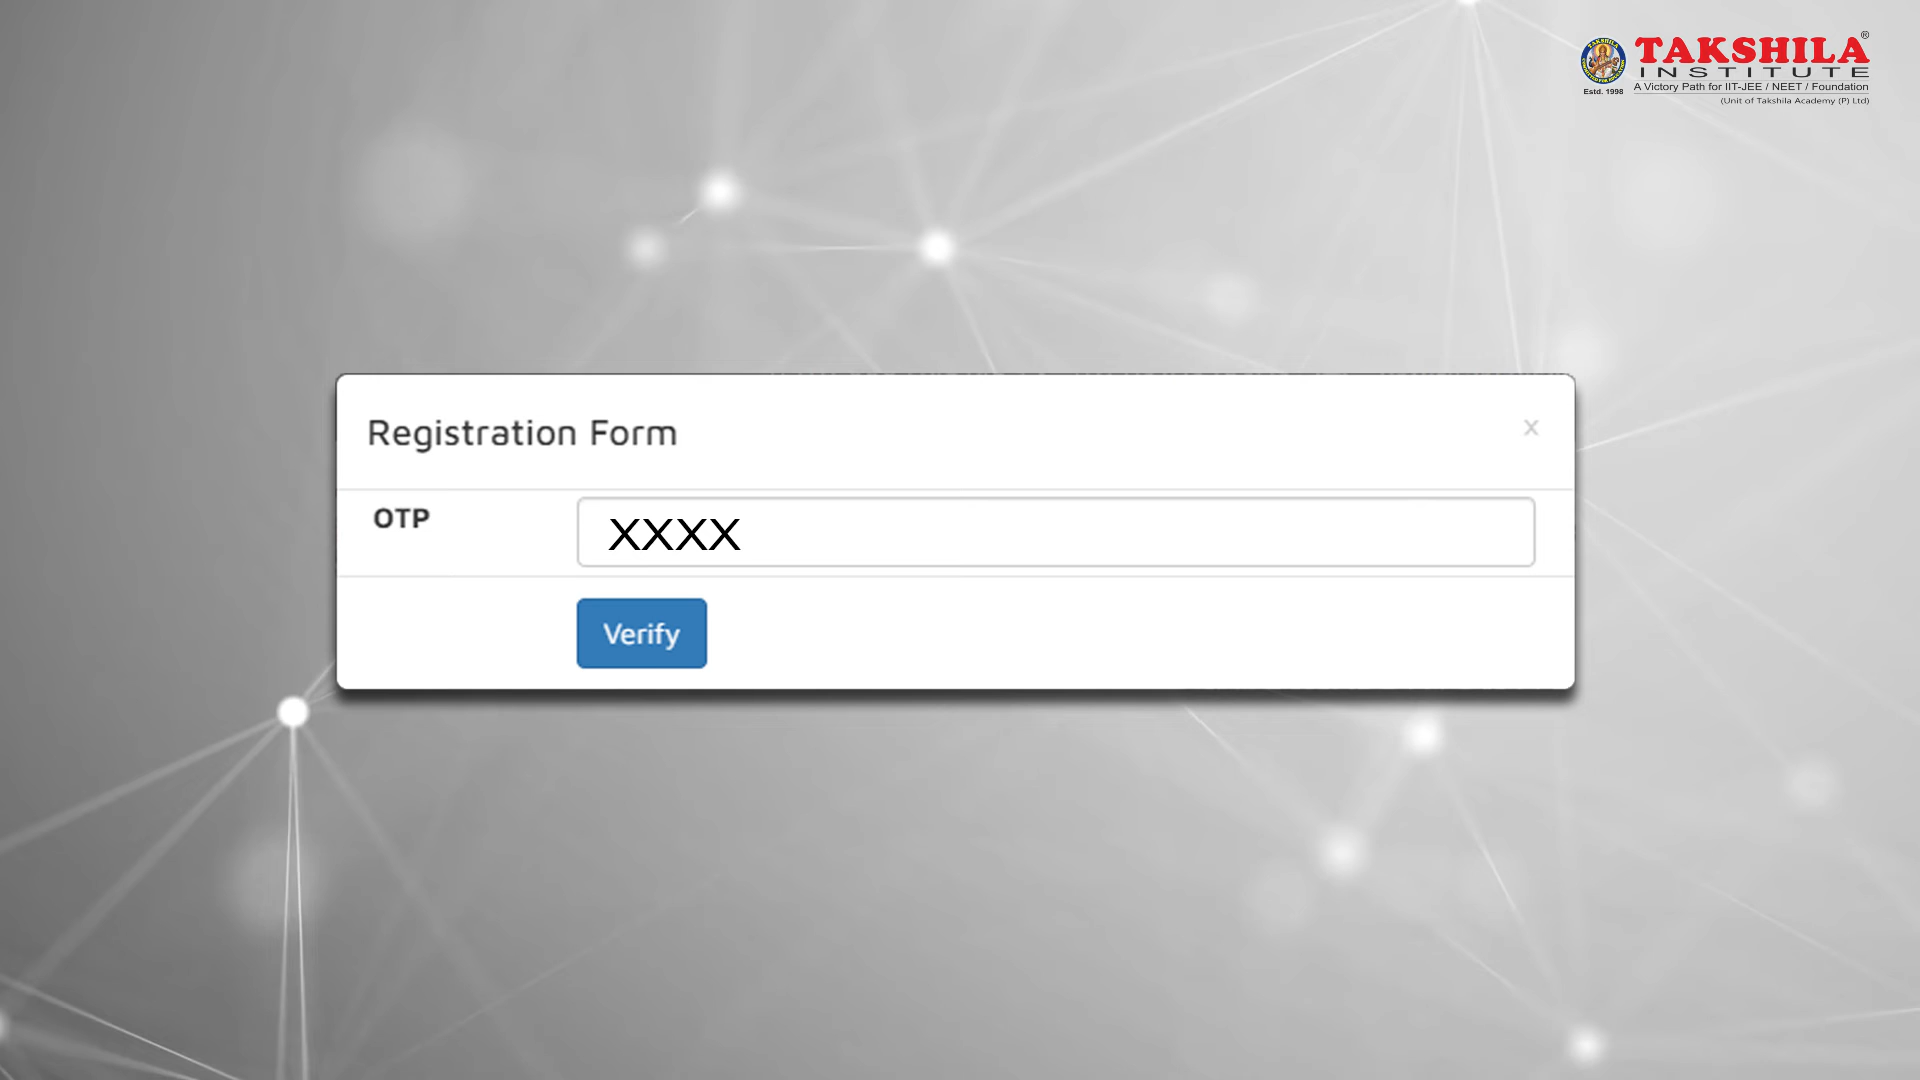 TAKSHILA®
INSTITUTE
A Victory Path for IIT-JEE / NEET / Foundation
(Unit of Takshila Academy (P) Ltd)
TAKSHILA
Estd. 1998
Registration Form
x
OTP
XXXX
Verify